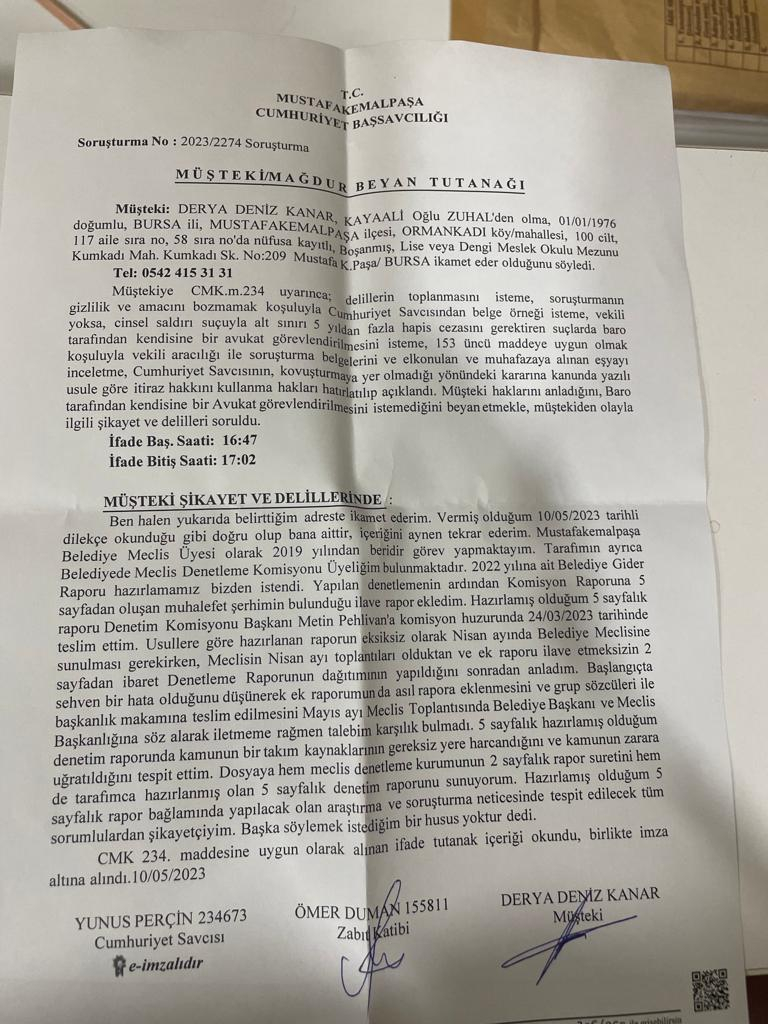 T.C.
MUSTAFAKEMALPAŞA
CUMHURİYET BAŞSAVCILIĞI
Soruşturma No : 2023/2274 Soruşturma
MÜŞTEKİ/MAĞDUR BEYAN TUTANAĞI
Müşteki: DERYA DENİZ KANAR, KAYAALİ Oğlu ZUHAL'den olma, 01/01/1976
doğumlu, BURSA ili, MUSTAFAKEMALPAŞA ilçesi, ORMANKADI köy/mahallesi, 100 cilt,
117 aile sıra no, 58 sıra no'da nüfusa kayıtlı, Boşanmış, Lise veya Dengi Meslek Okulu Mezunu
Kumkadı Mah. Kumkadı Sk. No:209 Mustafa K.Paşa/ BURSA ikamet eder olduğunu söyledi.
Tel: 0542 415 31 31
Müştekiye CMK.m.234 uyarınca; delillerin toplanmasını isteme, soruşturmanın
gizlilik ve amacını bozmamak koşuluyla Cumhuriyet Savcısından belge örneği isteme, vekili
yoksa, cinsel saldırı suçuyla alt sınırı 5 yıldan fazla hapis cezasını gerektiren suçlarda baro
tarafından kendisine bir avukat görevlendirilmesini isteme, 153 üncü maddeye uygun olmak
koşuluyla vekili aracılığı ile soruşturma belgelerini ve elkonulan ve muhafazaya alınan eşyayı
inceletme, Cumhuriyet Savcısının, kovuşturmaya yer olmadığı yönündeki kararına kanunda yazılı
usule göre itiraz hakkını kullanma hakları hatırlatılıp açıklandı. Müşteki haklarını anladığını, Baro
tarafından kendisine bir Avukat görevlendirilmesini istemediğini beyan etmekle, müştekiden olayla
ilgili şikayet ve delilleri soruldu.
İfade Baş. Saati: 16:47
İfade Bitiş Saati: 17:02
MÜŞTEKİ ŞİKAYET VE DELİLLERİNDE :
Ben halen yukarıda belirttiğim adreste ikamet ederim. Vermiş olduğum 10/05/2023 tarihli
dilekçe okunduğu gibi doğru olup bana aittir, içeriğini aynen tekrar ederim. Mustafakemalpaşa
Belediye Meclis Üyesi olarak 2019 yılından beridir görev yapmaktayım. Tarafımın ayrıca
Belediyede Meclis Denetleme Komisyonu Üyeliğim bulunmaktadır. 2022 yılına ait Belediye Gider
Raporu hazırlamamız bizden istendi. Yapılan denetlemenin ardından Komisyon Raporuna 5
sayfadan oluşan muhalefet şerhimin bulunduğu ilave rapor ekledim. Hazırlamış olduğum 5 sayfalık
raporu Denetim Komisyonu Başkanı Metin Pehlivan'a komisyon huzurunda 24/03/2023 tarihinde
teslim ettim. Usullere göre hazırlanan raporun eksiksiz olarak Nisan ayında Belediye Meclisine
sunulması gerekirken, Meclisin Nisan ayı toplantıları olduktan ve ek raporu ilave etmeksizin 2
sayfadan ibaret Denetleme Raporunun dağıtımının yapıldığını sonradan anladım. Başlangıçta
sehven bir hata olduğunu düşünerek ek raporumun da asıl rapora eklenmesini ve grup sözcüleri ile
başkanlık makamına teslim edilmesini Mayıs ayı Meclis Toplantısında Belediye Başkanı ve Meclis
Başkanlığına söz alarak iletmeme rağmen talebim karşılık bulmadı. 5 sayfalık hazırlamış olduğum
denetim raporunda kamunun bir takım kaynaklarının gereksiz yere harcandığını ve kamunun zarara
uğratıldığını tespit ettim. Dosyaya hem meclis denetleme kurumunun 2 sayfalık rapor suretini hem
de tarafımca hazırlanmış olan 5 sayfalık denetim raporunu sunuyorum. Hazırlamış olduğum 5
sayfalık rapor bağlamında yapılacak olan araştırma ve soruşturma neticesinde tespit edilecek tüm
sorumlulardan şikayetçiyim. Başka söylemek istediğim bir husus yoktur dedi.
CMK 234. maddesine uygun olarak alınan ifade tutanak içeriği okundu, birlikte imza
altına alındı.10/05/2023
YUNUS PERÇİN 234673
Cumhuriyet Savcısı
e-imzalıdır
ÖMER DUMAN 155811
Zabıt Katibi
DERYA DENİZ KANAR
Müşteki